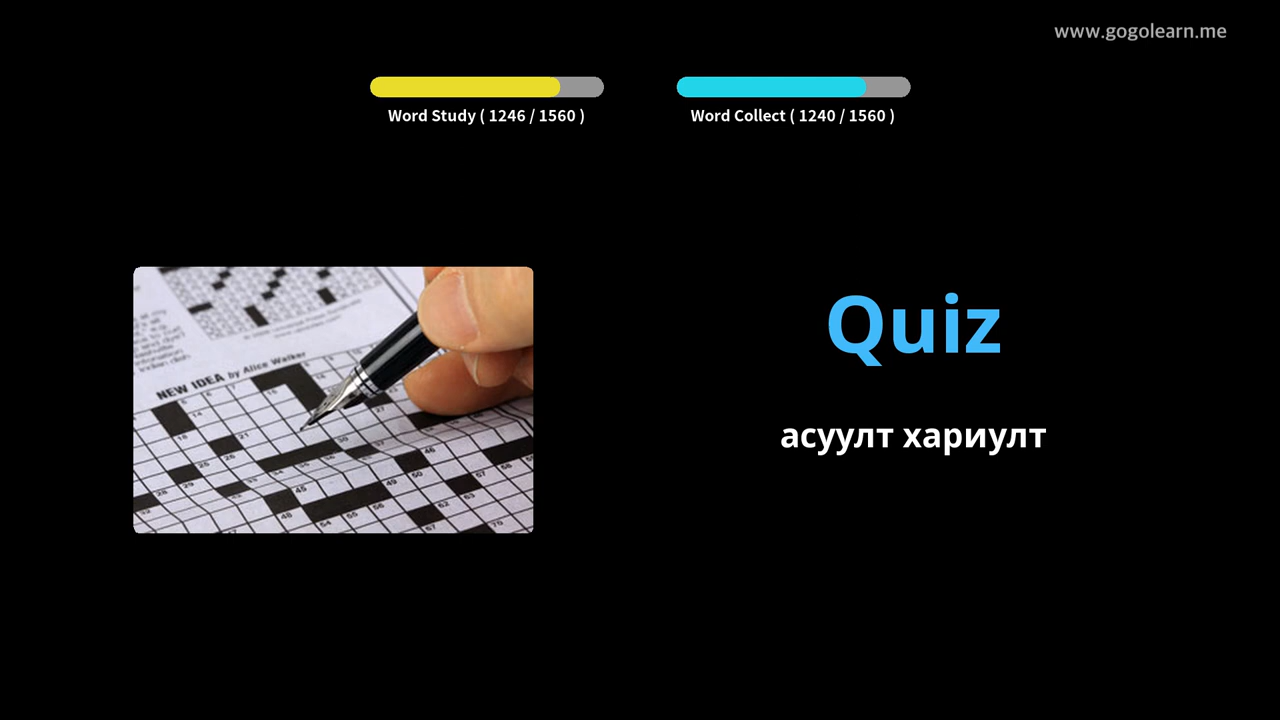 www.gogolearn.me
Word Study ( 1246 / 1560 )
Word Collect ( 1240 / 1560 )
NEW IDEA by Alice Walker
Quiz
асуулт хариулт